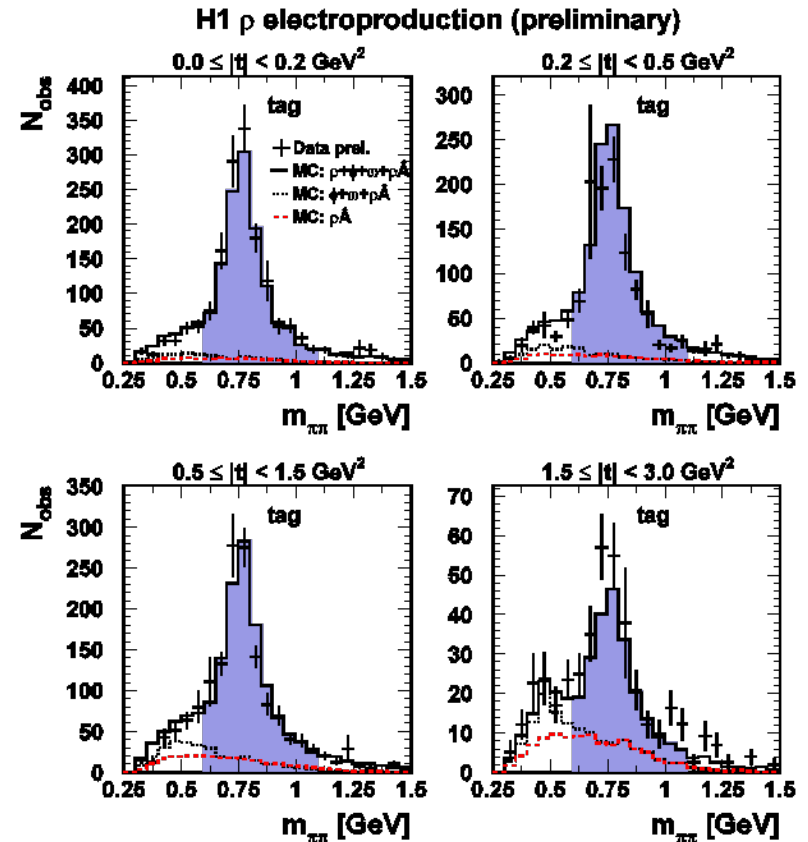 H1 ρ electroproduction (preliminary)
0.0 ≤ |t| < 0.2 GeV²
0.2 ≤ |t| < 0.5 GeV²
N_obs
400
350
300
250
200
150
100
50
0
tag
Data prel.
MC: ρ+ϕ+ω+ρÂ
MC: ϕ+ω+ρÂ
MC: ρÂ
0.25 0.5 0.75 1 1.25 1.5
m_ππ [GeV]
300
250
200
150
100
50
0
tag
0.25 0.5 0.75 1 1.25 1.5
m_ππ [GeV]
0.5 ≤ |t| < 1.5 GeV²
1.5 ≤ |t| < 3.0 GeV²
N_obs
350
300
250
200
150
100
50
0
tag
0.25 0.5 0.75 1 1.25 1.5
m_ππ [GeV]
70
60
50
40
30
20
10
0
tag
0.25 0.5 0.75 1 1.25 1.5
m_ππ [GeV]